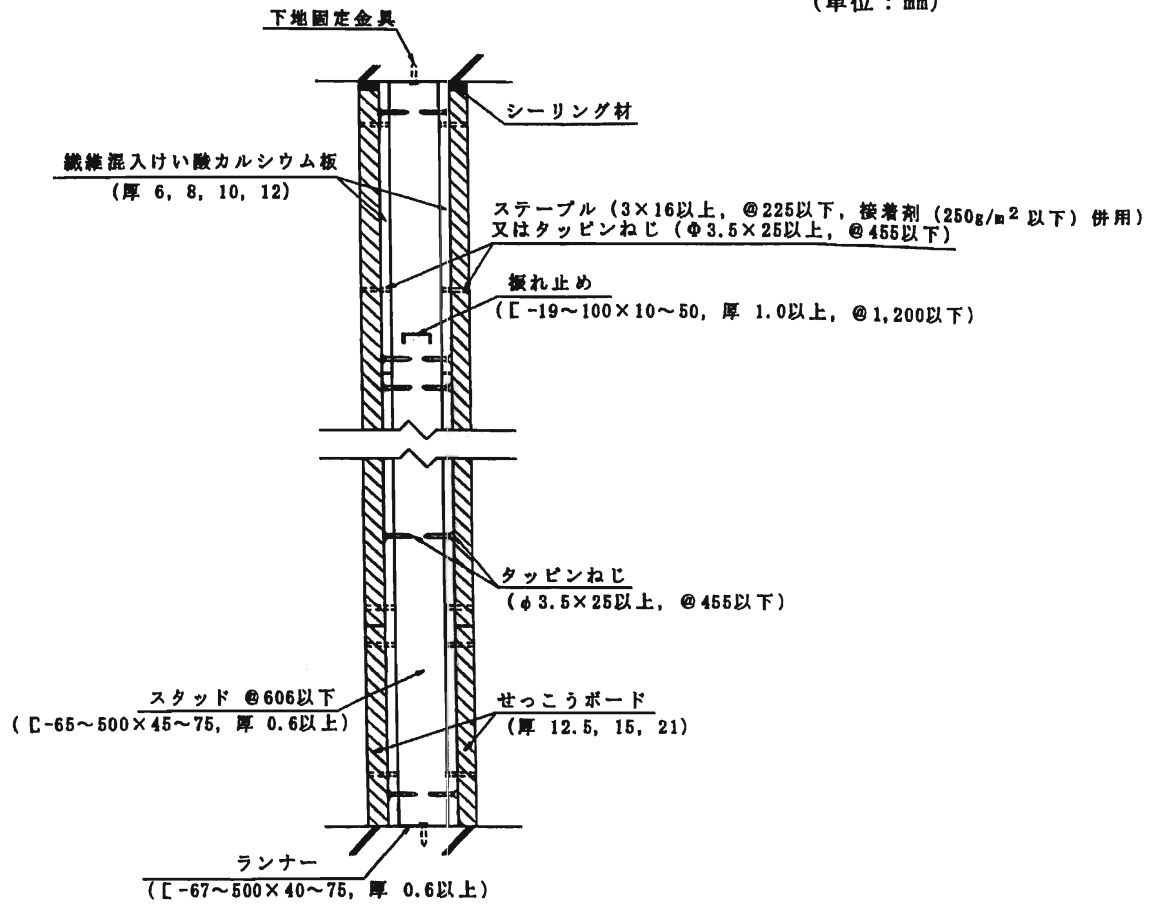 (単位：mm)
下地固定金具
シーリング材
繊維混入けい酸カルシウム板
(厚 6, 8, 10, 12)
ステープル (3×16以上, @225以下, 接着剤 (250g/m² 以下) 併用)
又はタッピンねじ (Φ3.5×25以上, @455以下)
振れ止め
([-19～100×10～50, 厚 1.0以上, @1,200以下)
タッピンねじ
(φ3.5×25以上, @455以下)
スタッド @606以下
([-65～500×45～75, 厚 0.6以上)
せっこうボード
(厚 12.5, 15, 21)
ランナー
([-67～500×40～75, 厚 0.6以上)